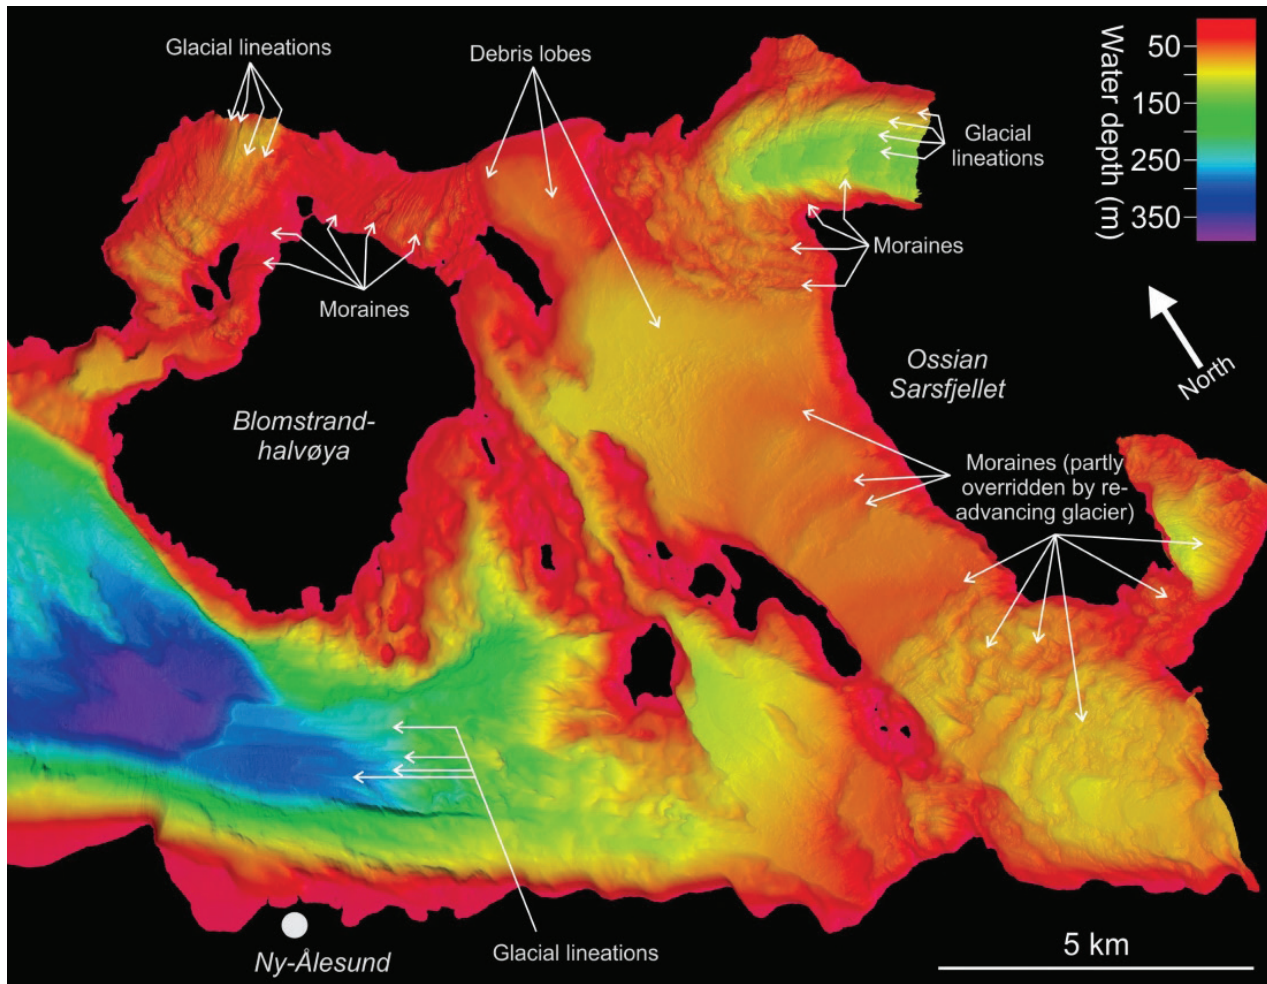 Glacial lineations
Debris lobes
Water depth (m)
50
150
250
350
Glacial
lineations
Moraines
Moraines
North
Ossian
Sarsfjellet
Blomstrand-
halvøya
Moraines (partly
overridden by re-
advancing glacier)
Glacial lineations
Ny-Ålesund
5 km